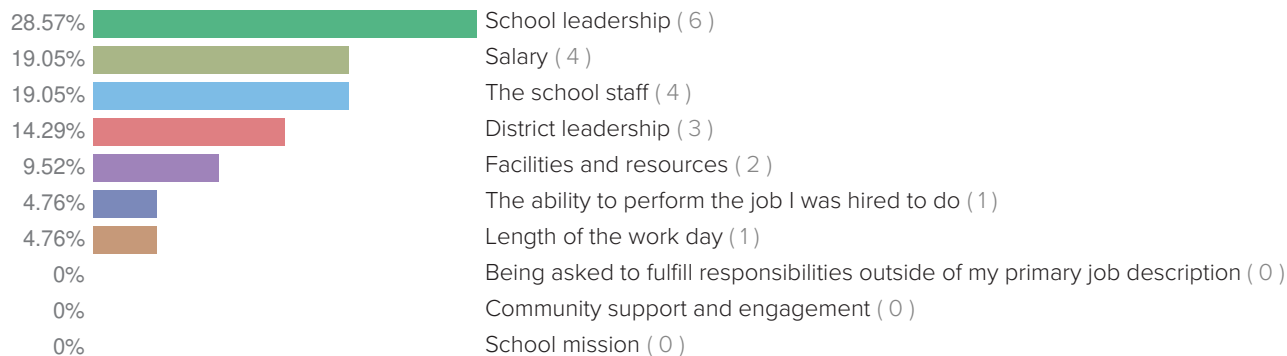 28.57% School leadership ( 6 )
19.05% Salary ( 4 )
19.05% The school staff ( 4 )
14.29% District leadership ( 3 )
9.52% Facilities and resources ( 2 )
4.76% The ability to perform the job I was hired to do ( 1 )
4.76% Length of the work day ( 1 )
0% Being asked to fulfill responsibilities outside of my primary job description ( 0 )
0% Community support and engagement ( 0 )
0% School mission ( 0 )